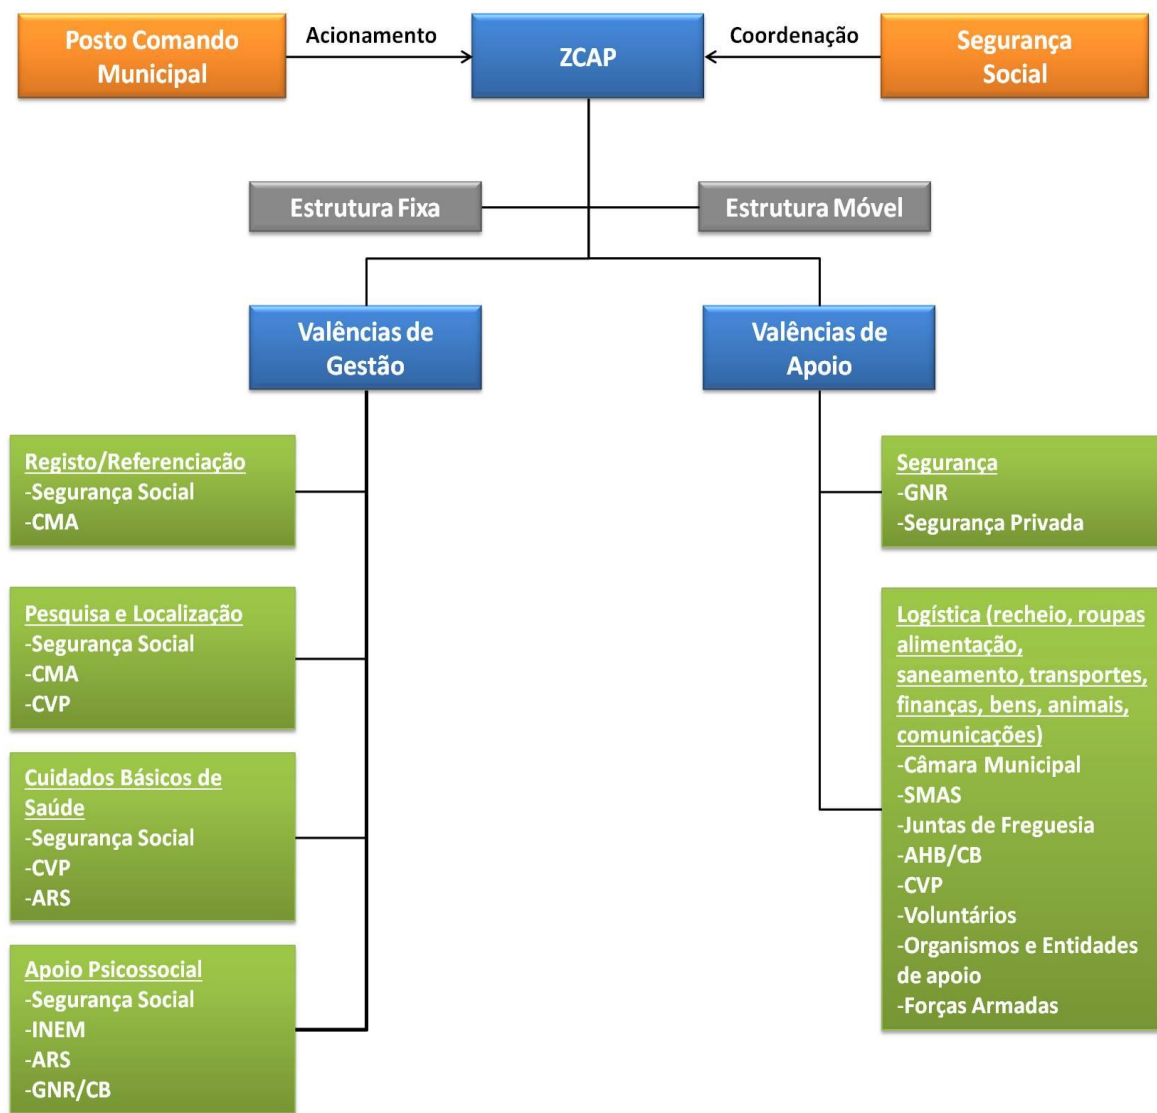 Posto Comando
Municipal
Acionamento
ZCAP
Coordenação
Segurança
Social
Estrutura Fixa
Estrutura Móvel
Valências de
Gestão
Valências de
Apoio
Registo/Referenciação
-Segurança Social
-CMA
Pesquisa e Localização
-Segurança Social
-CMA
-CVP
Cuidados Básicos de
Saúde
-Segurança Social
-CVP
-ARS
Apoio Psicossocial
-Segurança Social
-INEM
-ARS
-GNR/CB
Segurança
-GNR
-Segurança Privada
Logística (recheio, roupas
alimentação,
saneamento, transportes,
finanças, bens, animais,
comunicações)
-Câmara Municipal
-SMAS
-Juntas de Freguesia
-AHB/CB
-CVP
-Voluntários
-Organismos e Entidades
de apoio
-Forças Armadas